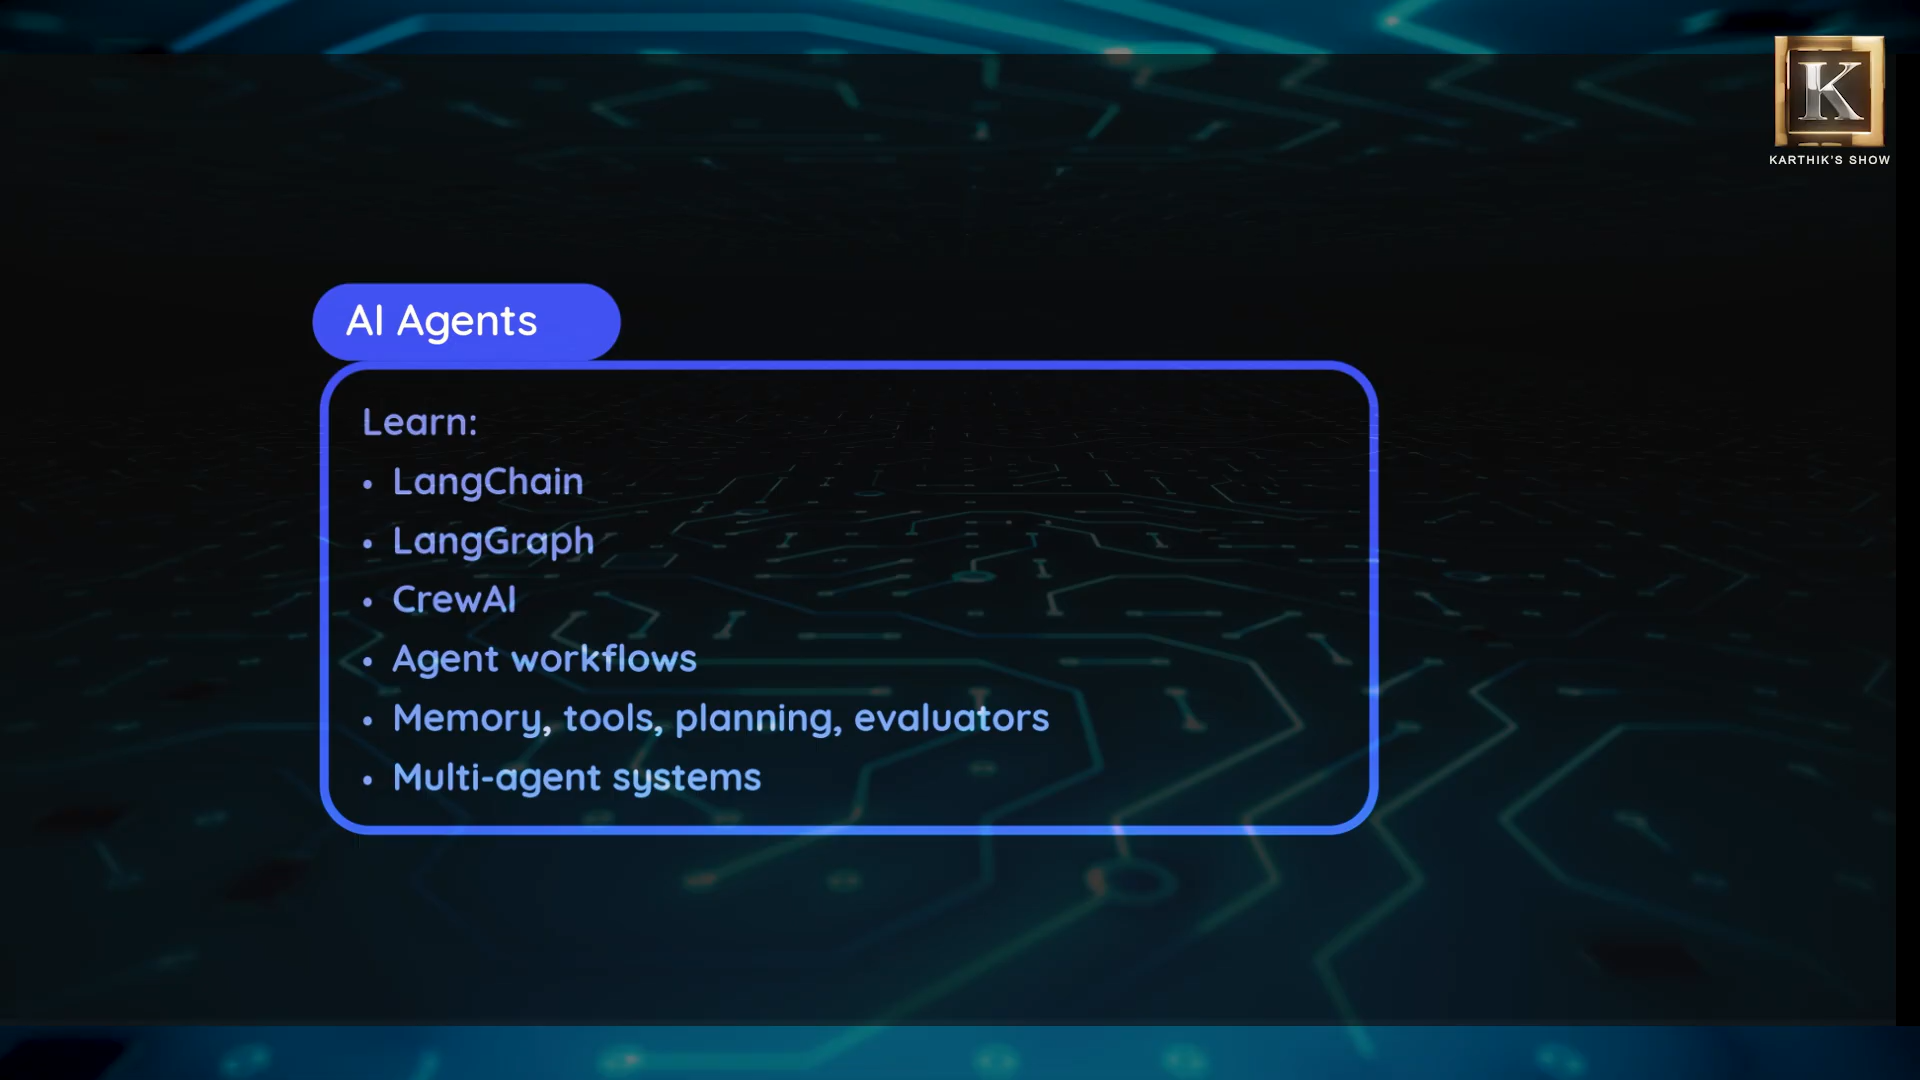 K
KARTHIK'S SHOW
AI Agents
Learn:
• LangChain
• LangGraph
• CrewAI
• Agent workflows
• Memory, tools, planning, evaluators
• Multi-agent systems